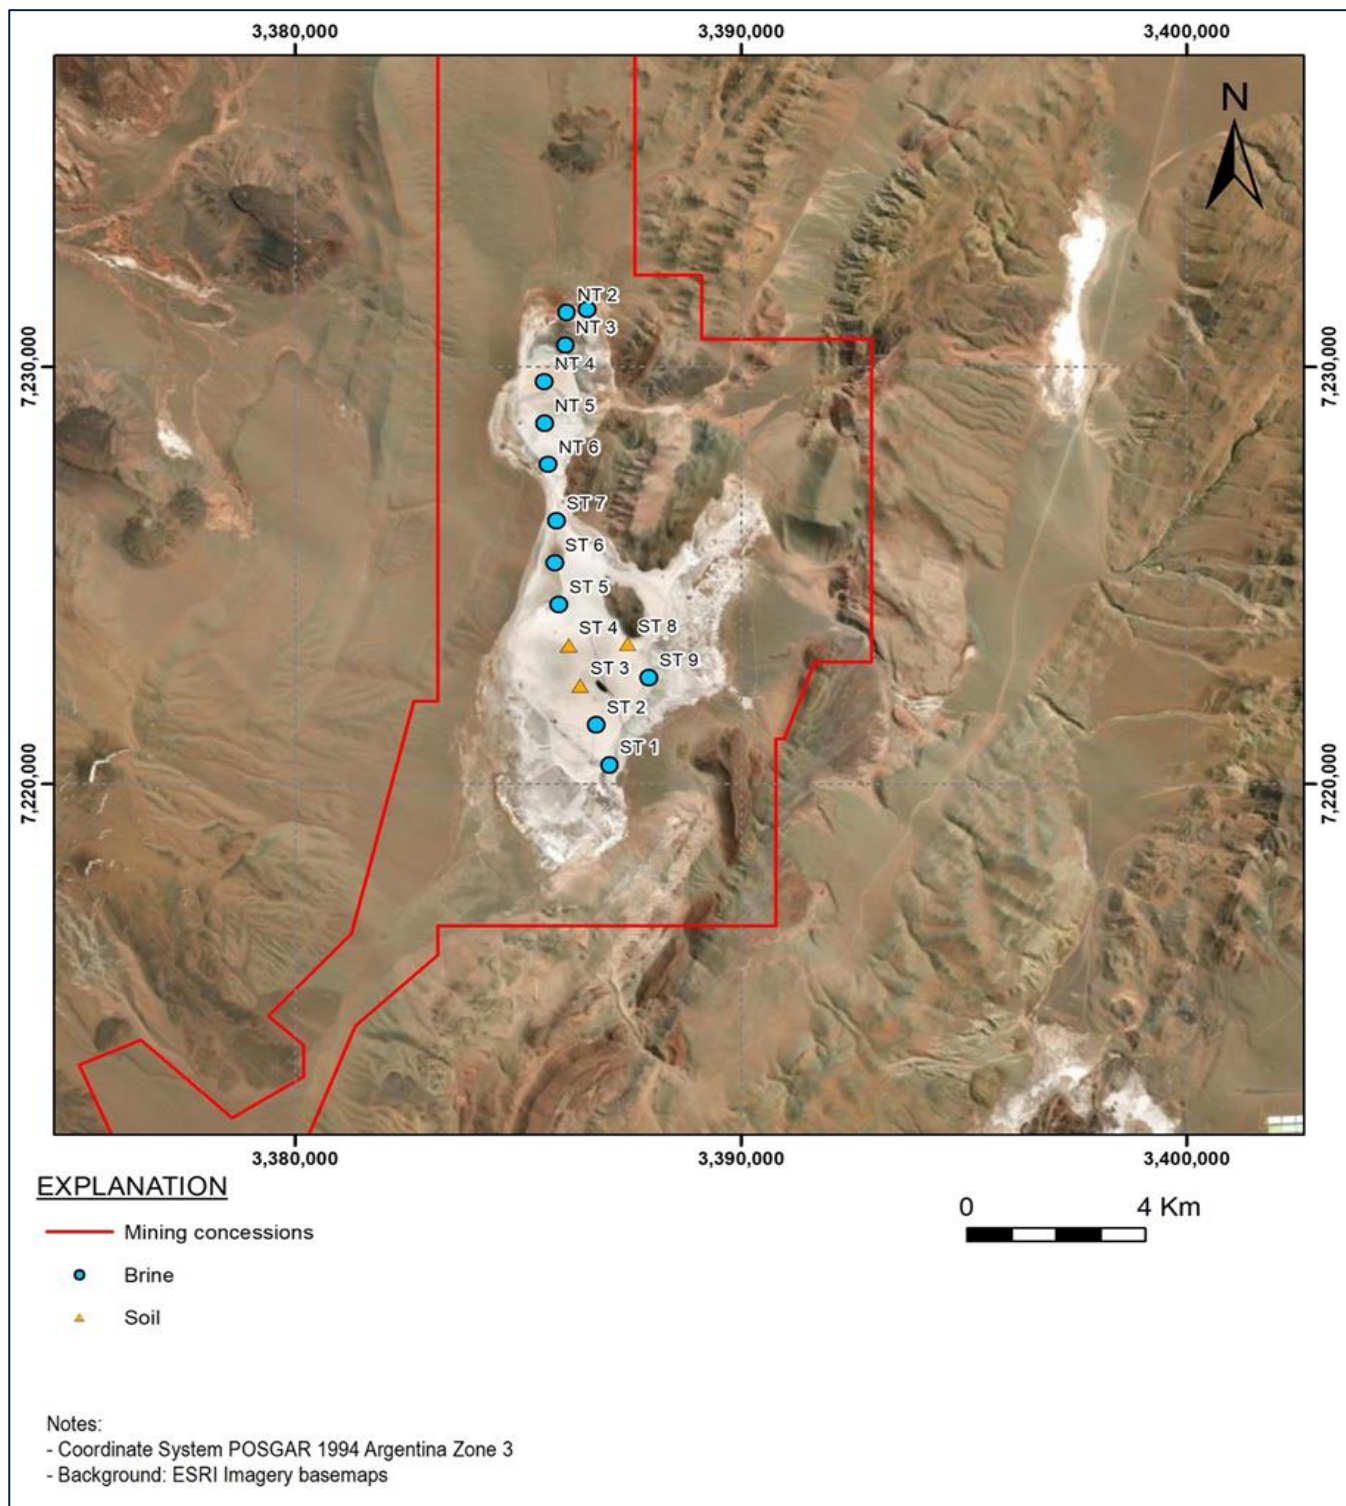 3,380,000
3,390,000
3,400,000
N
7,230,000
7,230,000
7,220,000
7,220,000
NT 2
NT 3
NT 4
NT 5
NT 6
ST 7
ST 6
ST 5
ST 4
ST 8
ST 3
ST 9
ST 2
ST 1
3,380,000
3,390,000
3,400,000
EXPLANATION
Mining concessions
Brine
Soil
0 4 Km
Notes:
- Coordinate System POSGAR 1994 Argentina Zone 3
- Background: ESRI Imagery basemaps